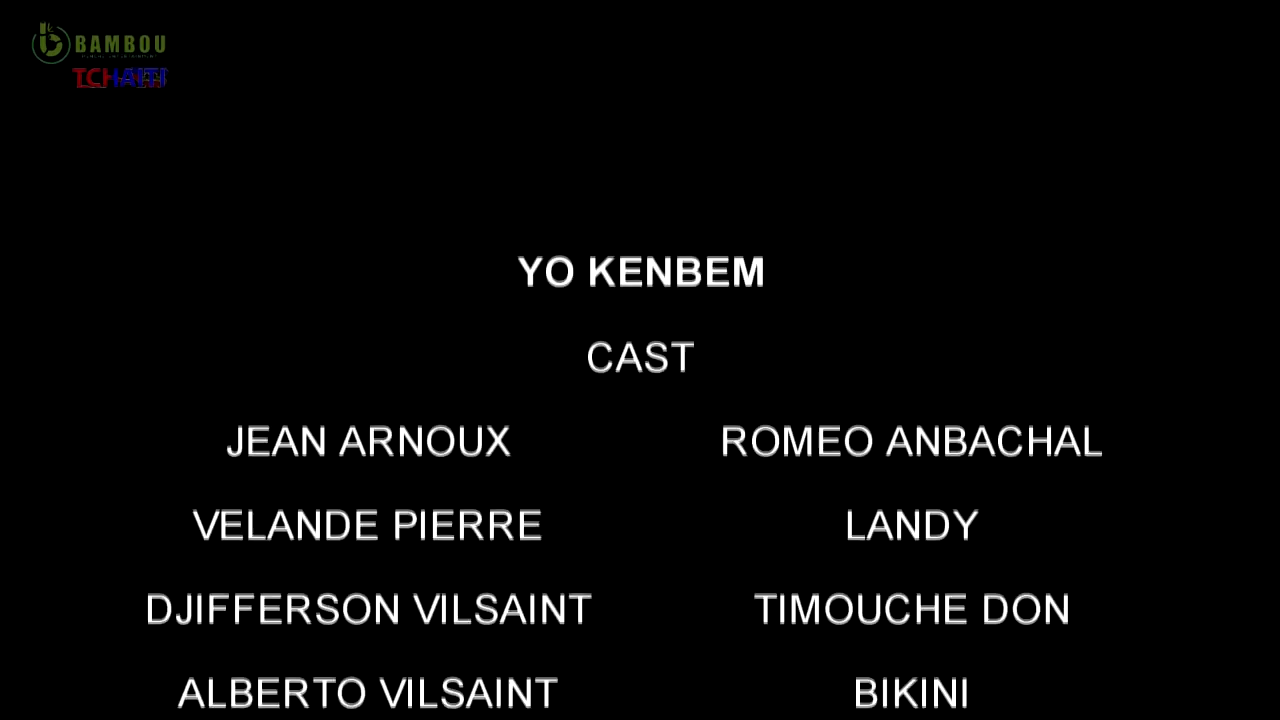 BAMBOU
TCHAITI
YO KENBEM
CAST
JEAN ARNOUX ROMEO ANBACHAL
VELANDE PIERRE LANDY
DJIFFERSON VILSAINT TIMOUCHE DON
ALBERTO VILSAINT BIKINI